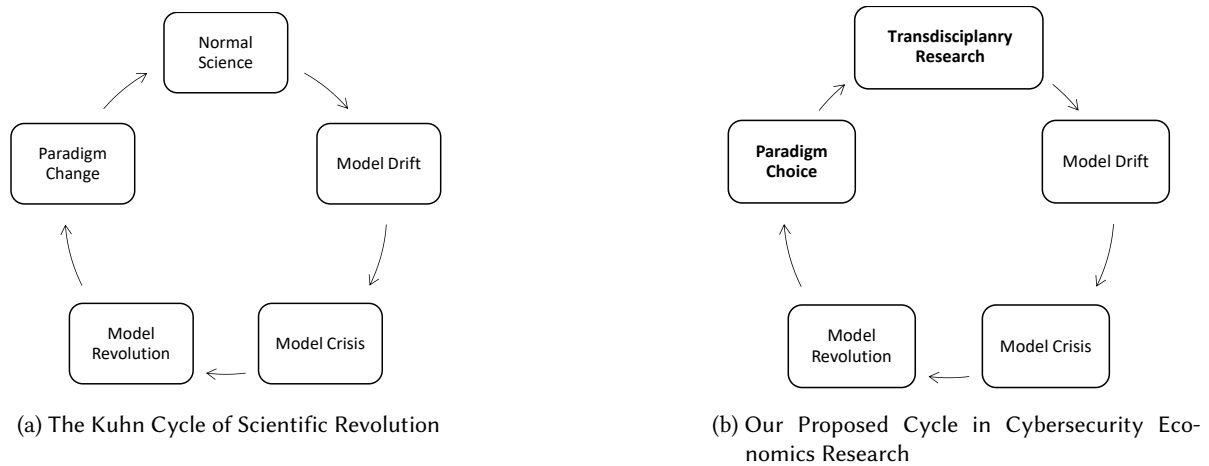 Normal
Science
Model Drift
Model Crisis
Model
Revolution
Paradigm
Change
(a) The Kuhn Cycle of Scientific Revolution
Transdisciplanry
Research
Model Drift
Model Crisis
Model
Revolution
Paradigm
Choice
(b) Our Proposed Cycle in Cybersecurity Eco-
nomics Research